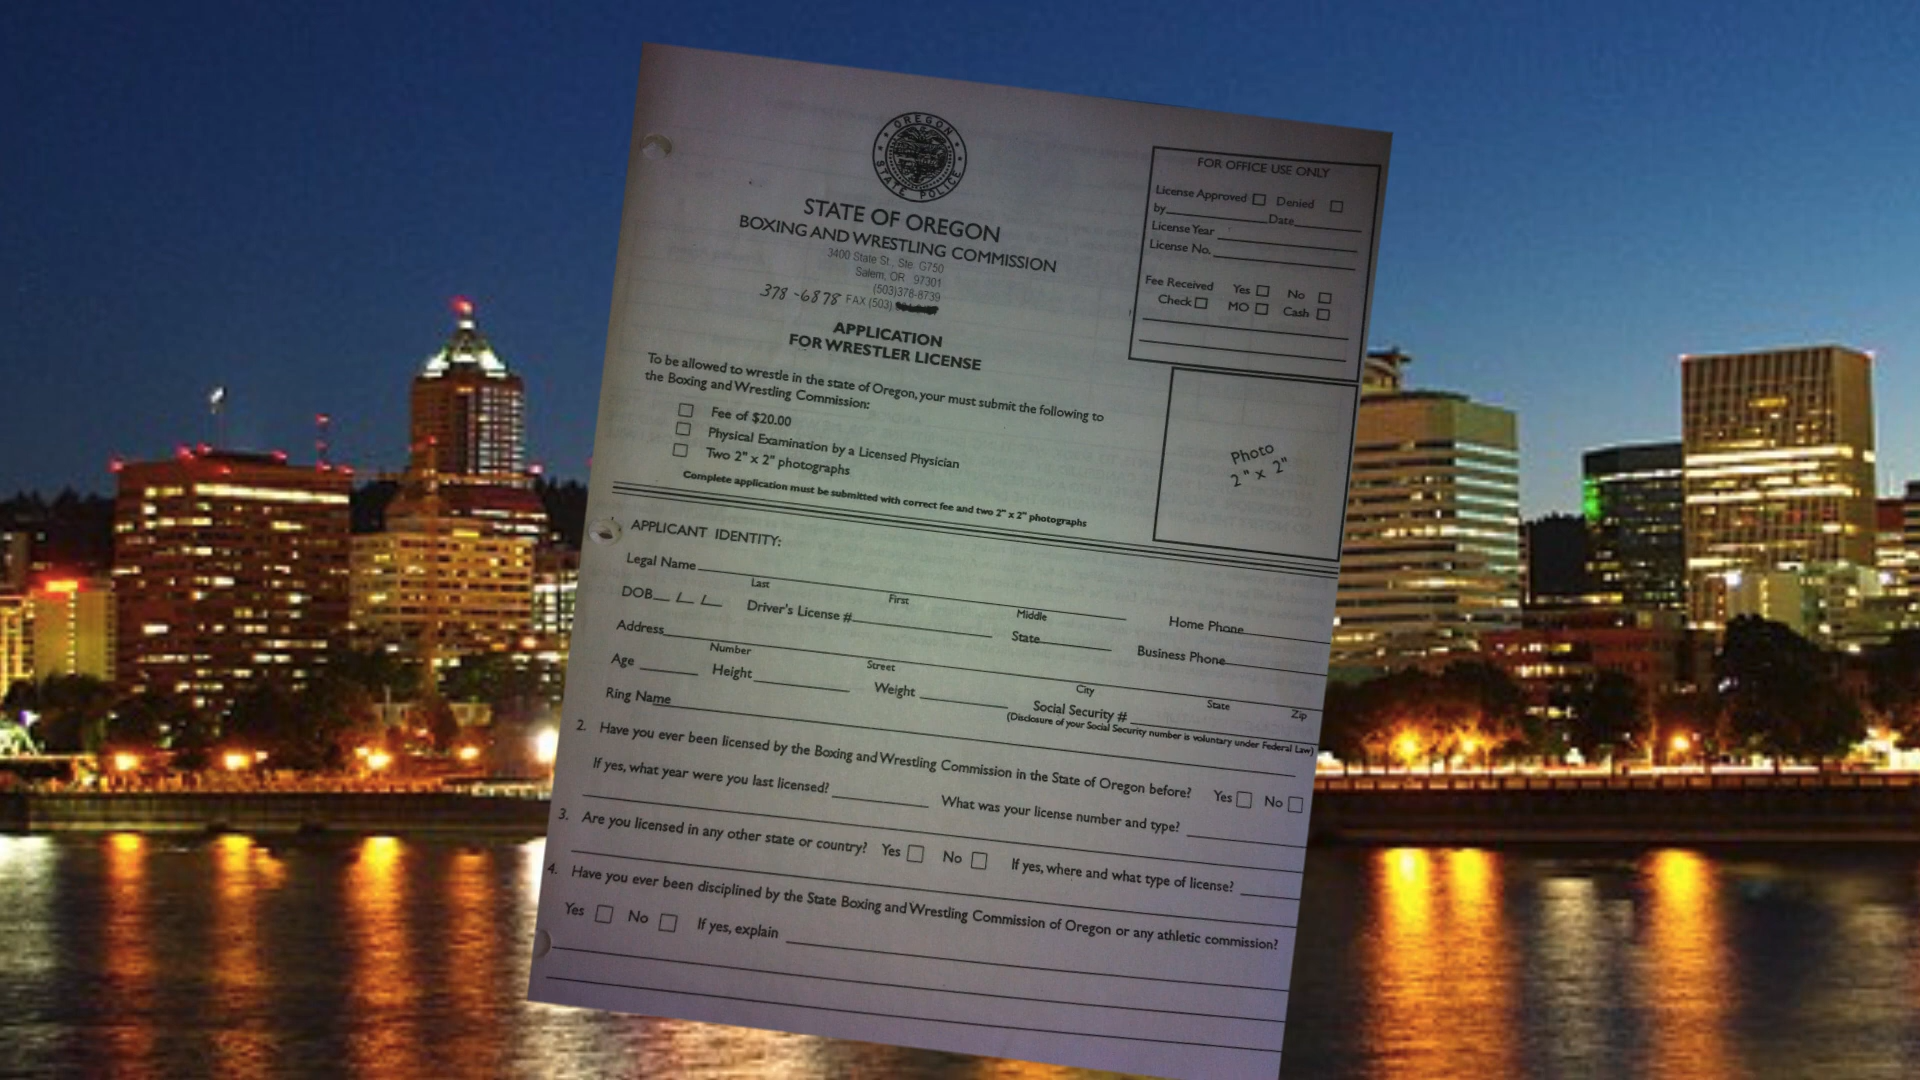 OREGON
STATE POLICE
STATE OF OREGON
BOXING AND WRESTLING COMMISSION
3400 State St., Ste. G750
Salem, OR 97301
(503)378-8739
378-6878 FAX (503)
APPLICATION
FOR WRESTLER LICENSE
To be allowed to wrestle in the state of Oregon, your must submit the following to
the Boxing and Wrestling Commission:
Fee of $20.00
Physical Examination by a Licensed Physician
Two 2" x 2" photographs
Complete application must be submitted with correct fee and two 2" x 2" photographs
FOR OFFICE USE ONLY
License Approved Denied
by Date
License Year
License No.
Fee Received Yes No
Check MO Cash
Photo
2" x 2"
APPLICANT IDENTITY:
Legal Name
Last First Middle Home Phone
DOB / / Driver's License # State Business Phone
Address
Number Street City State Zip
Age Height Weight Social Security #
(Disclosure of your Social Security number is voluntary under Federal Law)
Ring Name
2. Have you ever been licensed by the Boxing and Wrestling Commission in the State of Oregon before? Yes No
If yes, what year were you last licensed? What was your license number and type?
3. Are you licensed in any other state or country? Yes No If yes, where and what type of license?
4. Have you ever been disciplined by the State Boxing and Wrestling Commission of Oregon or any athletic commission?
Yes No If yes, explain